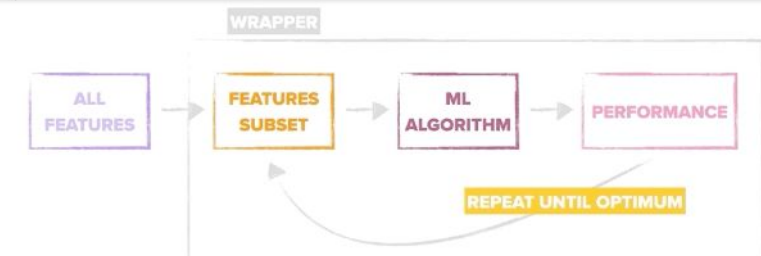 WRAPPER
ALL
FEATURES
FEATURES
SUBSET
ML
ALGORITHM
PERFORMANCE
REPEAT UNTIL OPTIMUM